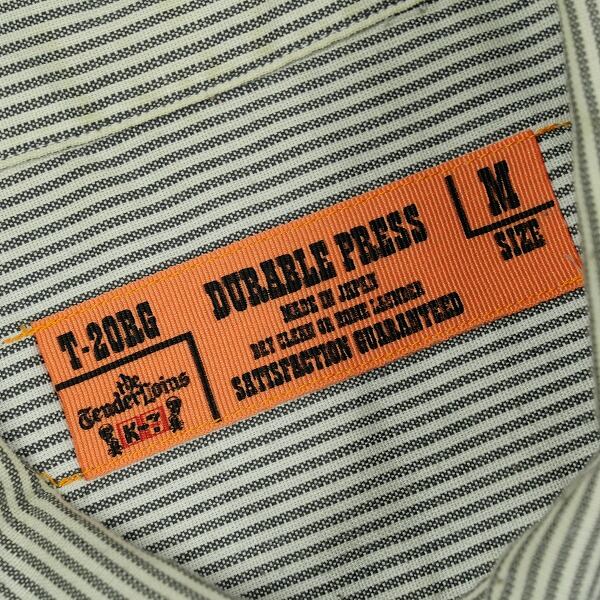 T-20RG
The
TenderLoins
K-7
DURABLE PRESS
MADE IN JAPAN
DRY CLEAN OR HOME LAUNDER
SATISFACTION GUARANTEED
M
SIZE